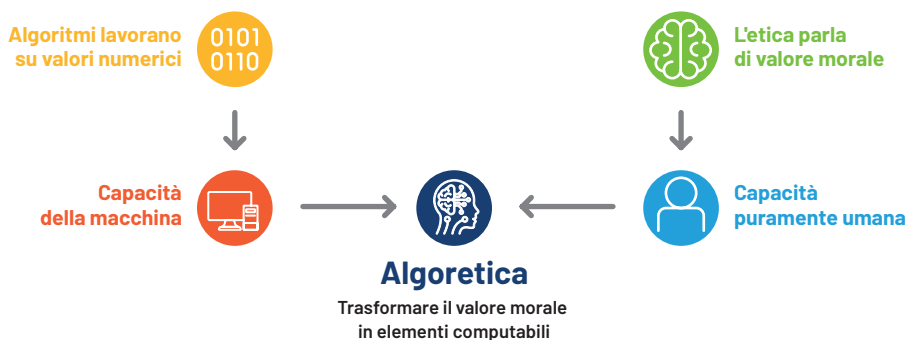 Algoritmi lavorano
su valori numerici
0101
0110
L'etica parla
di valore morale
Capacità
della macchina
Capacità
puramente umana
Algoretica
Trasformare il valore morale
in elementi computabili